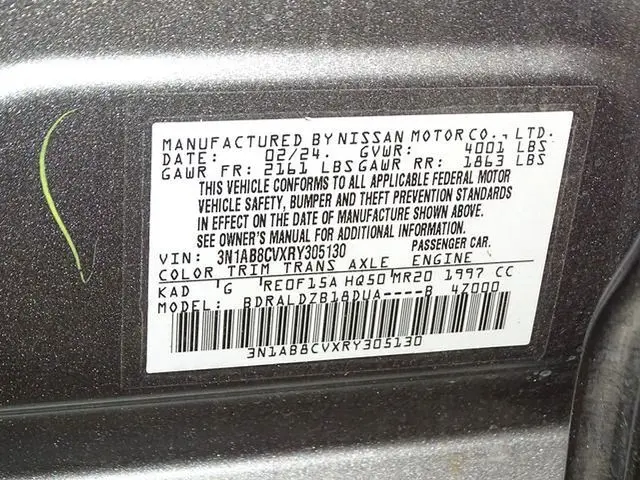 MANUFACTURED BY NISSAN MOTOR CO., LTD.
DATE: 02/24. GVWR: 4001 LBS
GAWR FR: 2161 LBS GAWR RR: 1863 LBS
THIS VEHICLE CONFORMS TO ALL APPLICABLE FEDERAL MOTOR
VEHICLE SAFETY, BUMPER AND THEFT PREVENTION STANDARDS
IN EFFECT ON THE DATE OF MANUFACTURE SHOWN ABOVE.
SEE OWNER'S MANUAL FOR ADDITIONAL INFORMATION.
VIN: 3N1AB8CVXRY305130 PASSENGER CAR.
COLOR TRIM TRANS AXLE ENGINE
KAD 'G 'RE0F15A HQ50 MR20 1997 CC
MODEL: BDRALDZB18DUA----B 4Z000
3N1AB8CVXRY305130